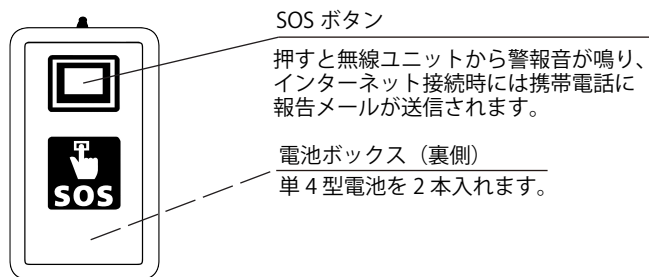 SOS ボタン
押すと無線ユニットから警報音が鳴り、
インターネット接続時には携帯電話に
報告メールが送信されます。
SOS
電池ボックス（裏側）
単 4 型電池を 2 本入れます。